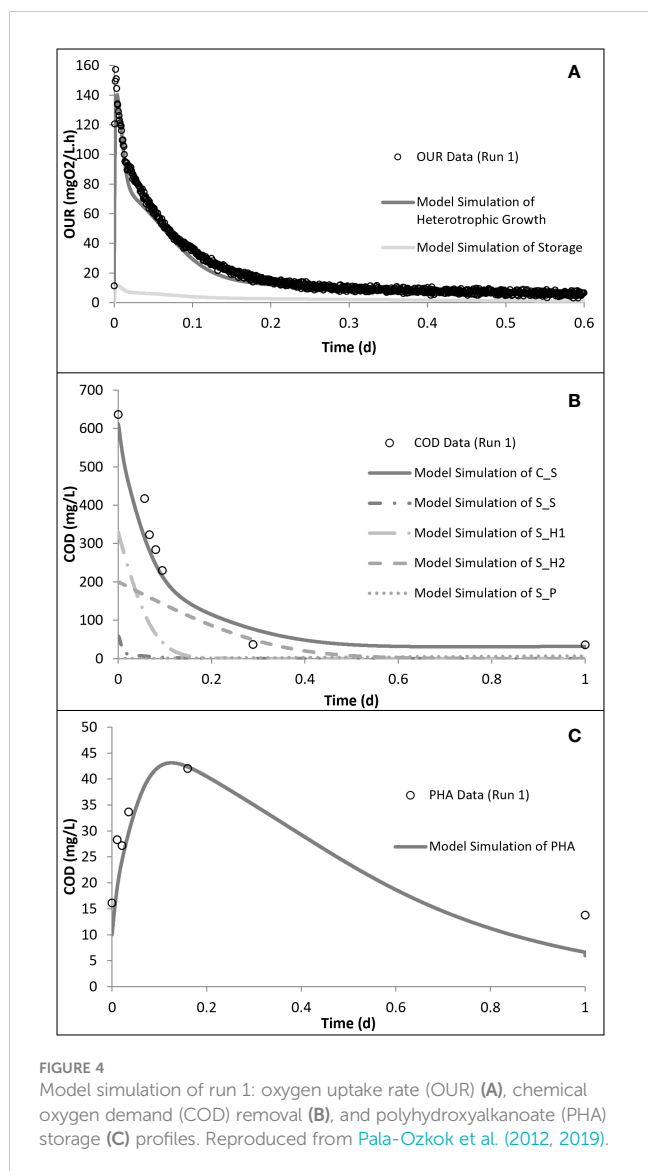 A
OUR (mgO2/L.h)
160
140
120
100
80
60
40
20
0
OUR Data (Run 1)
Model Simulation of
Heterotrophic Growth
Model Simulation of Storage
0 0.1 0.2 0.3 0.4 0.5 0.6
Time (d)
B
COD (mg/L)
700
600
500
400
300
200
100
0
COD Data (Run 1)
Model Simulation of C_S
Model Simulation of S_S
Model Simulation of S_H1
Model Simulation of S_H2
Model Simulation of S_P
0 0.2 0.4 0.6 0.8 1
Time (d)
C
COD (mg/L)
50
45
40
35
30
25
20
15
10
5
0
PHA Data (Run 1)
Model Simulation of PHA
0 0.2 0.4 0.6 0.8 1
Time (d)
FIGURE 4
Model simulation of run 1: oxygen uptake rate (OUR) (A), chemical
oxygen demand (COD) removal (B), and polyhydroxyalkanoate (PHA)
storage (C) profiles. Reproduced from Pala-Ozkok et al. (2012, 2019).